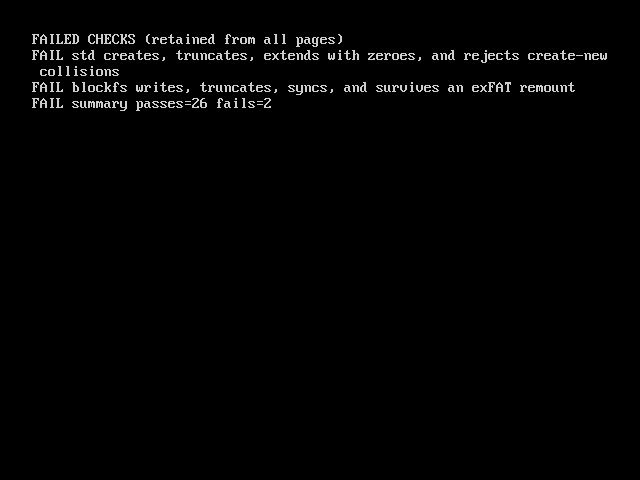 FAILED CHECKS (retained from all pages)
FAIL std creates, truncates, extends with zeroes, and rejects create-new
collisions
FAIL blockfs writes, truncates, syncs, and survives an exFAT remount
FAIL summary passes=26 fails=2